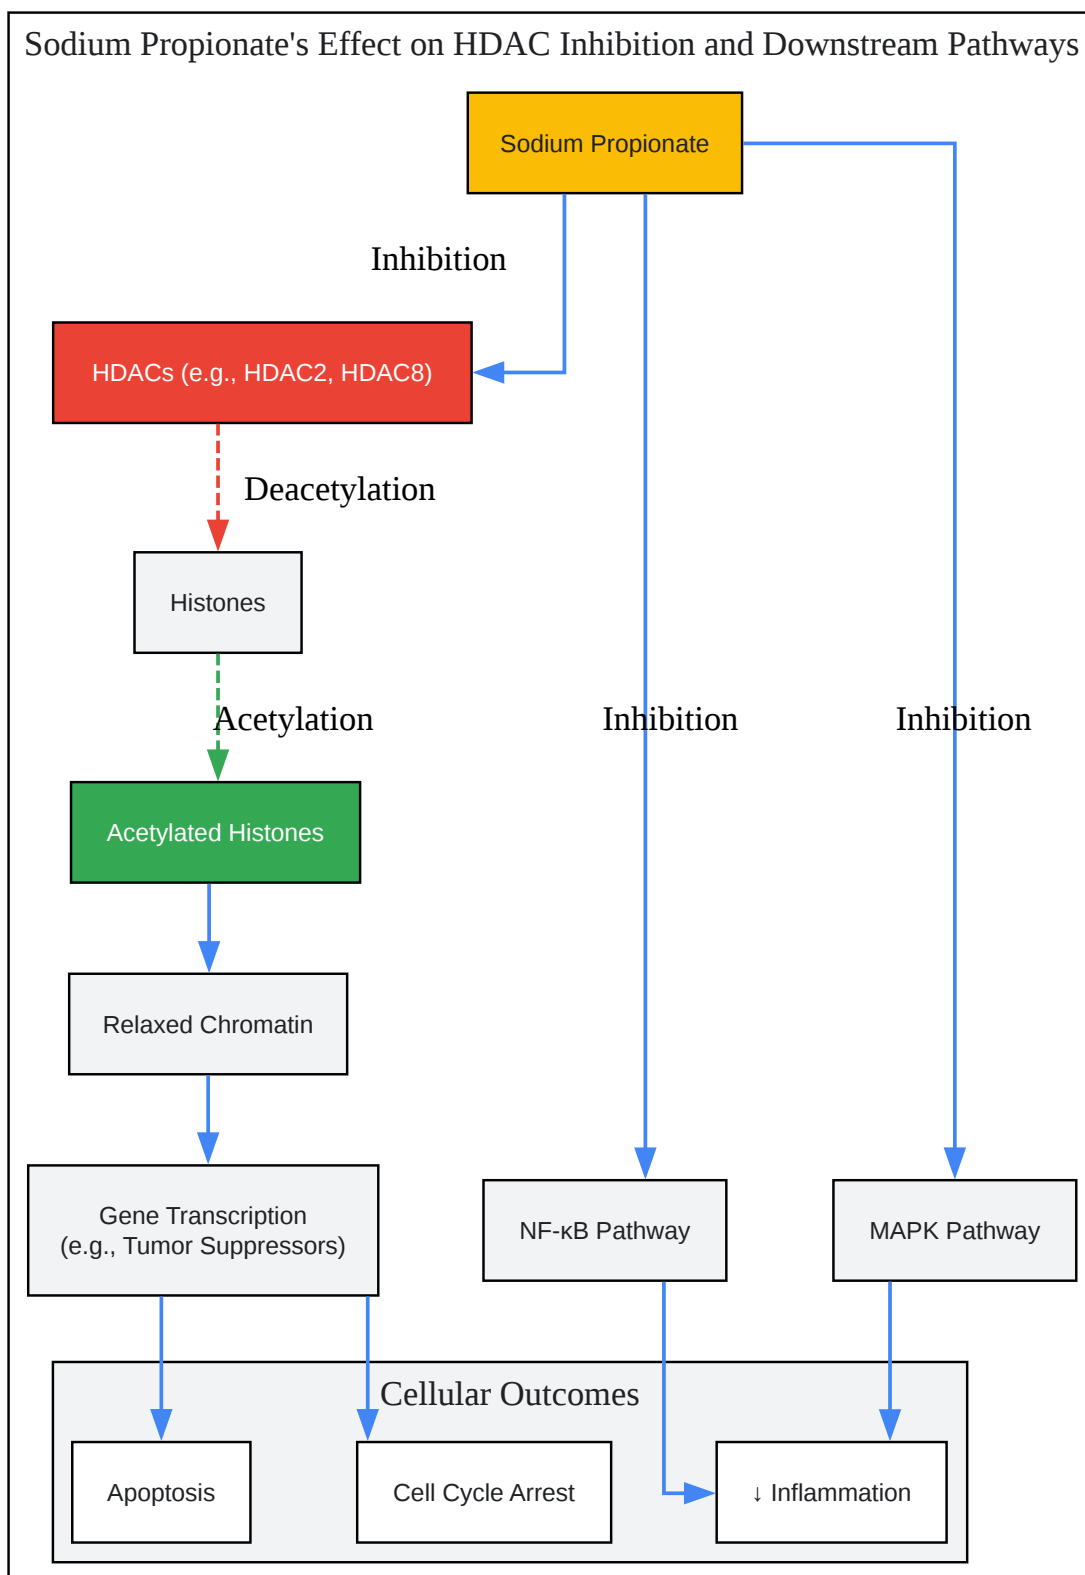 Sodium Propionate's Effect on HDAC Inhibition and Downstream Pathways
Sodium Propionate
Inhibition
HDACs (e.g., HDAC2, HDAC8)
Deacetylation
Histones
Acetylation
Inhibition
Inhibition
Acetylated Histones
Relaxed Chromatin
Gene Transcription
(e.g., Tumor Suppressors)
NF-κB Pathway
MAPK Pathway
Cellular Outcomes
Apoptosis
Cell Cycle Arrest
↓ Inflammation